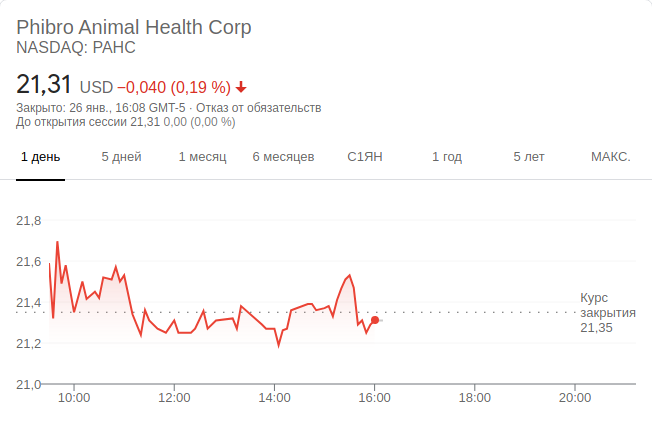 Phibro Animal Health Corp
NASDAQ: PAHC
21,31 USD −0,040 (0,19 %)
Закрыто: 26 янв., 16:08 GMT-5 · Отказ от обязательств
До открытия сессии 21,31 0,00 (0,00 %)
1 день 5 дней 1 месяц 6 месяцев С1ЯН 1 год 5 лет МАКС.
21,8
21,6
21,4
21,2
21,0
Курс
закрытия
21,35
10:00 12:00 14:00 16:00 18:00 20:00